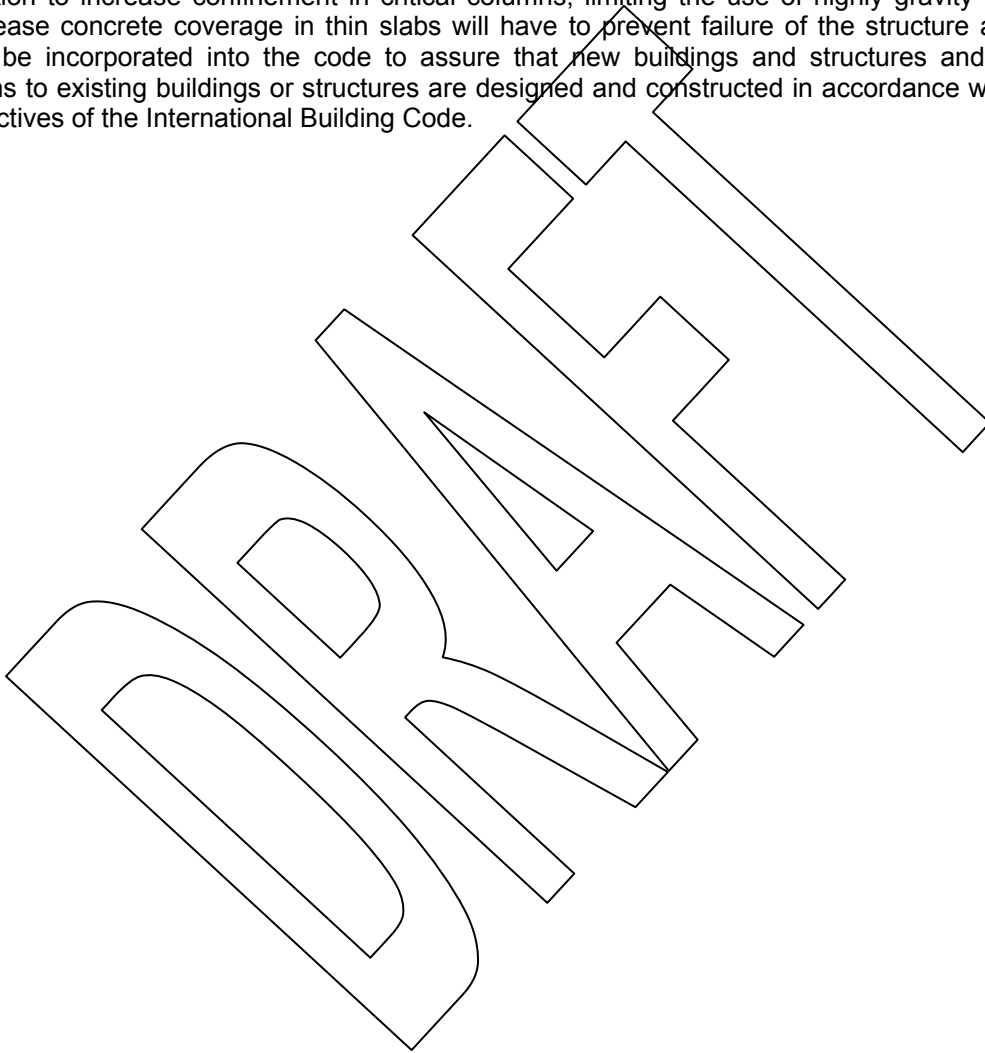 tion to increase confinement in critical columns, limiting the use of highly gravity
ease concrete coverage in thin slabs will have to prevent failure of the structure a
be incorporated into the code to assure that new buildings and structures and
ns to existing buildings or structures are designed and constructed in accordance w
ctives of the International Building Code.
DRAFT